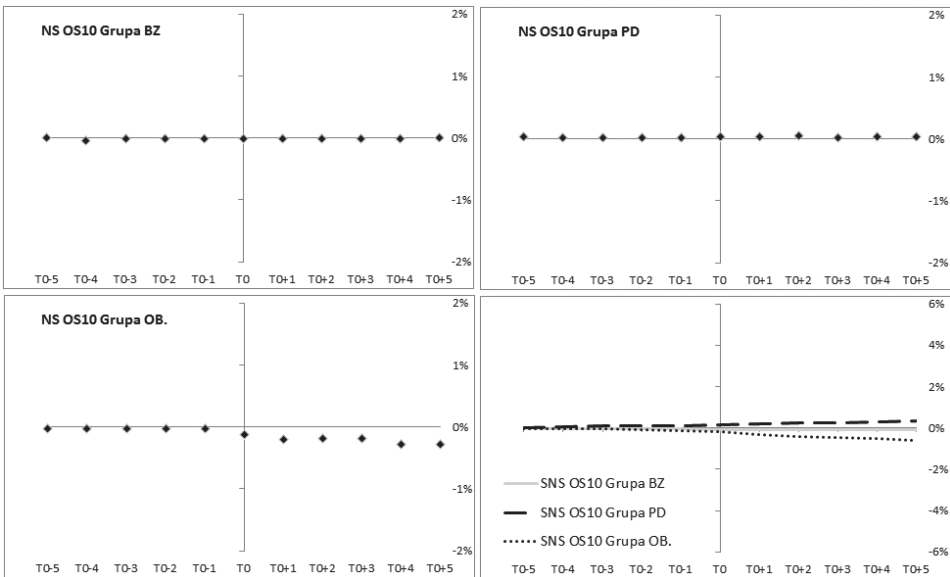 NS OS10 Grupa BZ
2%
1%
0%
-1%
-2%
T0-5 T0-4 T0-3 T0-2 T0-1 T0 T0+1 T0+2 T0+3 T0+4 T0+5
NS OS10 Grupa PD
2%
1%
0%
-1%
-2%
T0-5 T0-4 T0-3 T0-2 T0-1 T0 T0+1 T0+2 T0+3 T0+4 T0+5
NS OS10 Grupa OB.
2%
1%
0%
-1%
-2%
T0-5 T0-4 T0-3 T0-2 T0-1 T0 T0+1 T0+2 T0+3 T0+4 T0+5
6%
4%
2%
0%
-2%
-4%
-6%
SNS OS10 Grupa BZ
SNS OS10 Grupa PD
SNS OS10 Grupa OB.
T0-5 T0-4 T0-3 T0-2 T0-1 T0 T0+1 T0+2 T0+3 T0+4 T0+5